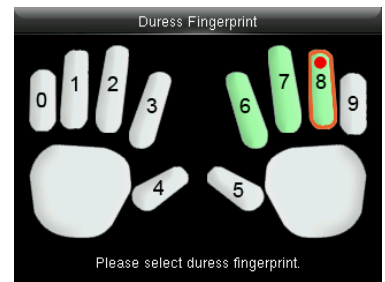 Duress Fingerprint
0 1 2 3 4 5 6 7 8 9
Please select duress fingerprint.